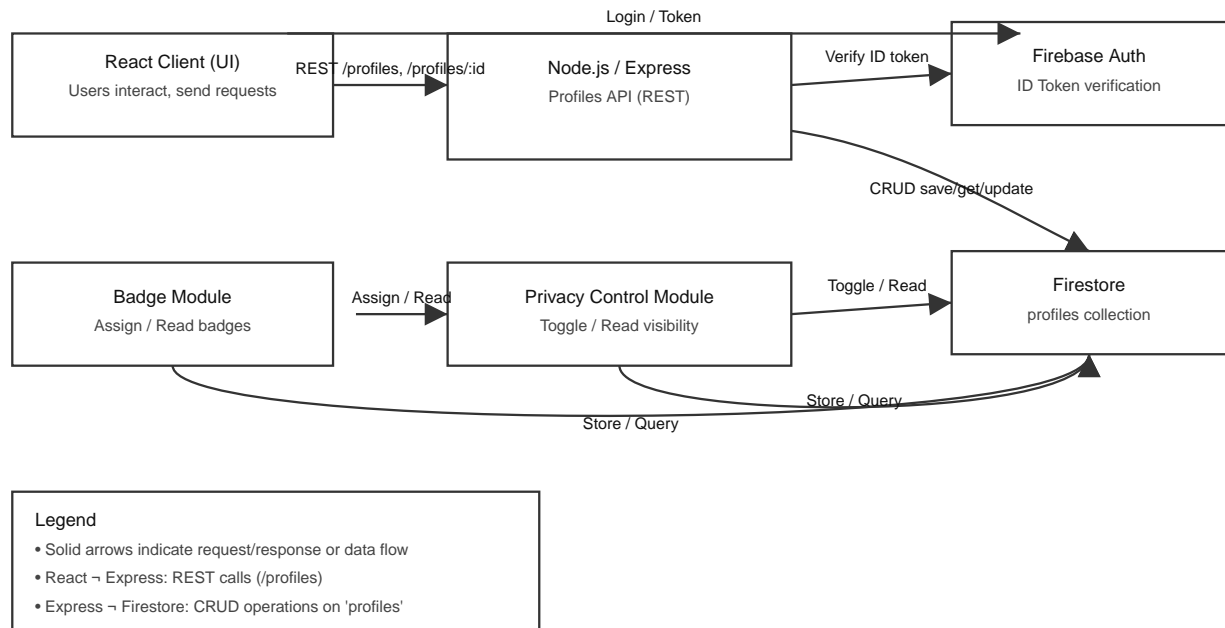 Login / Token
React Client (UI)
Users interact, send requests
REST /profiles, /profiles/:id
Node.js / Express
Profiles API (REST)
Verify ID token
Firebase Auth
ID Token verification
CRUD save/get/update
Badge Module
Assign / Read badges
Assign / Read
Privacy Control Module
Toggle / Read visibility
Toggle / Read
Firestore
profiles collection
Store / Query
Store / Query
Legend
• Solid arrows indicate request/response or data flow
• React ¬ Express: REST calls (/profiles)
• Express ¬ Firestore: CRUD operations on 'profiles'